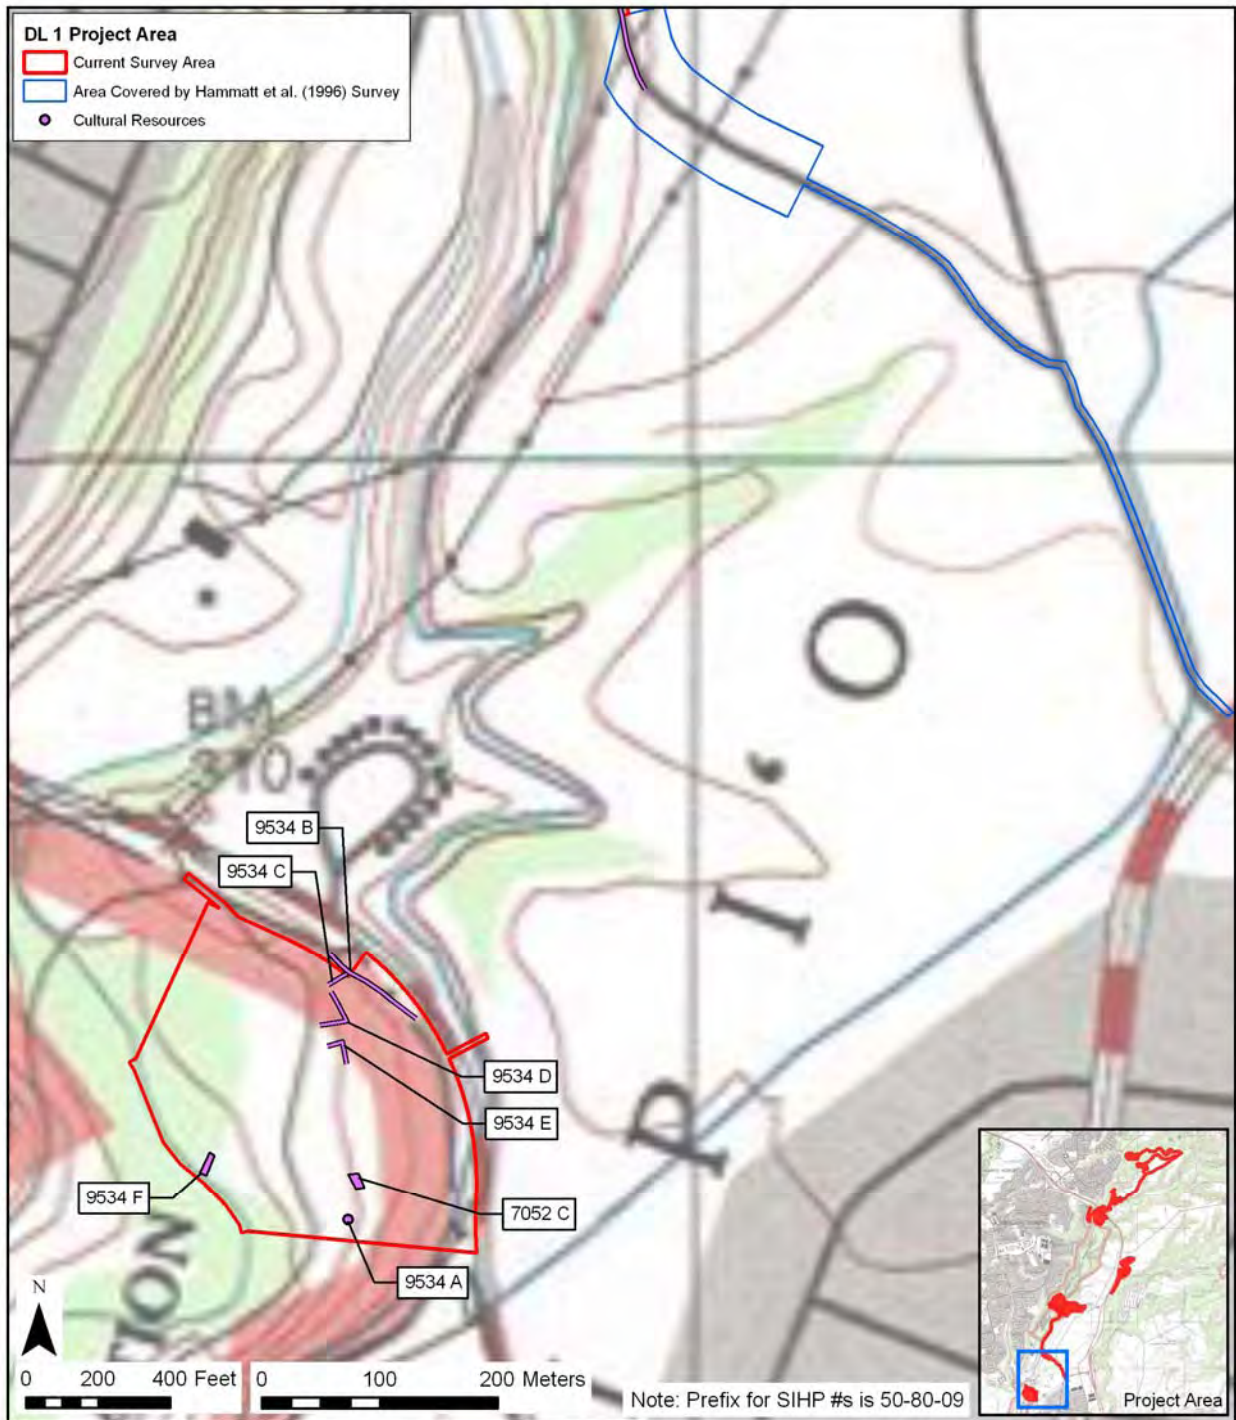 DL 1 Project Area
Current Survey Area
Area Covered by Hammatt et al. (1996) Survey
Cultural Resources
BM
310
O
I ʻ
P
9534 B
9534 C
9534 D
9534 E
9534 F
7052 C
9534 A
TION
N
0 200 400 Feet
0 100 200 Meters
Note: Prefix for SIHP #s is 50-80-09
Project Area